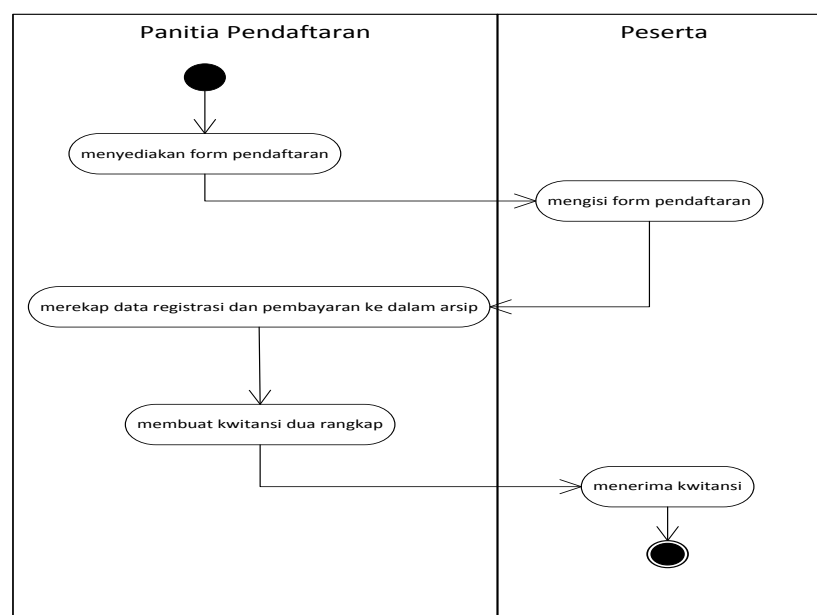 Panitia Pendaftaran
Peserta
menyediakan form pendaftaran
mengisi form pendaftaran
merekap data registrasi dan pembayaran ke dalam arsip
membuat kwitansi dua rangkap
menerima kwitansi